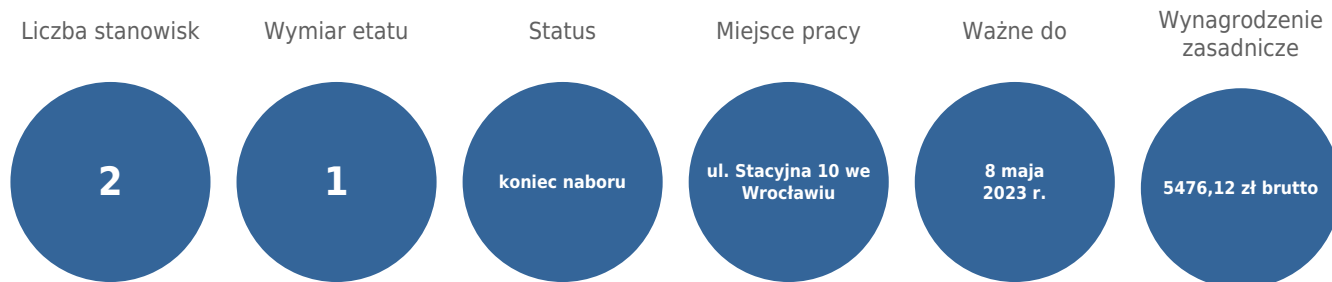 Liczba stanowisk
2
Wymiar etatu
1
Status
koniec naboru
Miejsce pracy
ul. Stacyjna 10 we
Wrocławiu
Ważne do
8 maja
2023 r.
Wynagrodzenie
zasadnicze
5476,12 zł brutto